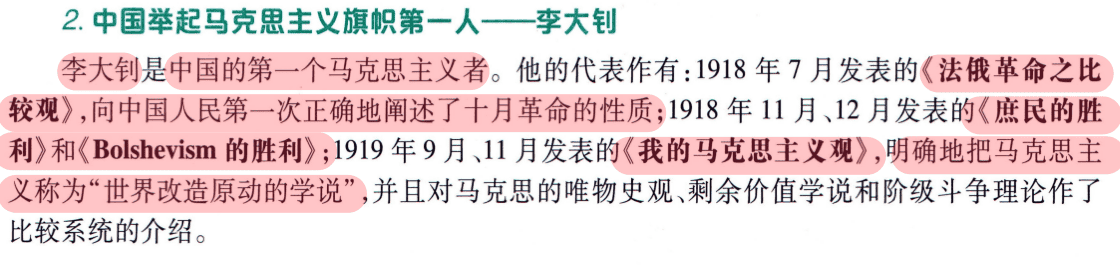 2. 中国举起马克思主义旗帜第一人——李大钊
李大钊是中国的第一个马克思主义者。他的代表作有:1918 年 7 月发表的《法俄革命之比
较观》,向中国人民第一次正确地阐述了十月革命的性质;1918 年 11 月、12 月发表的《庶民的胜
利》和《Bolshevism 的胜利》;1919 年 9 月、11 月发表的《我的马克思主义观》,明确地把马克思主
义称为“世界改造原动的学说”,并且对马克思的唯物史观、剩余价值学说和阶级斗争理论作了
比较系统的介绍。